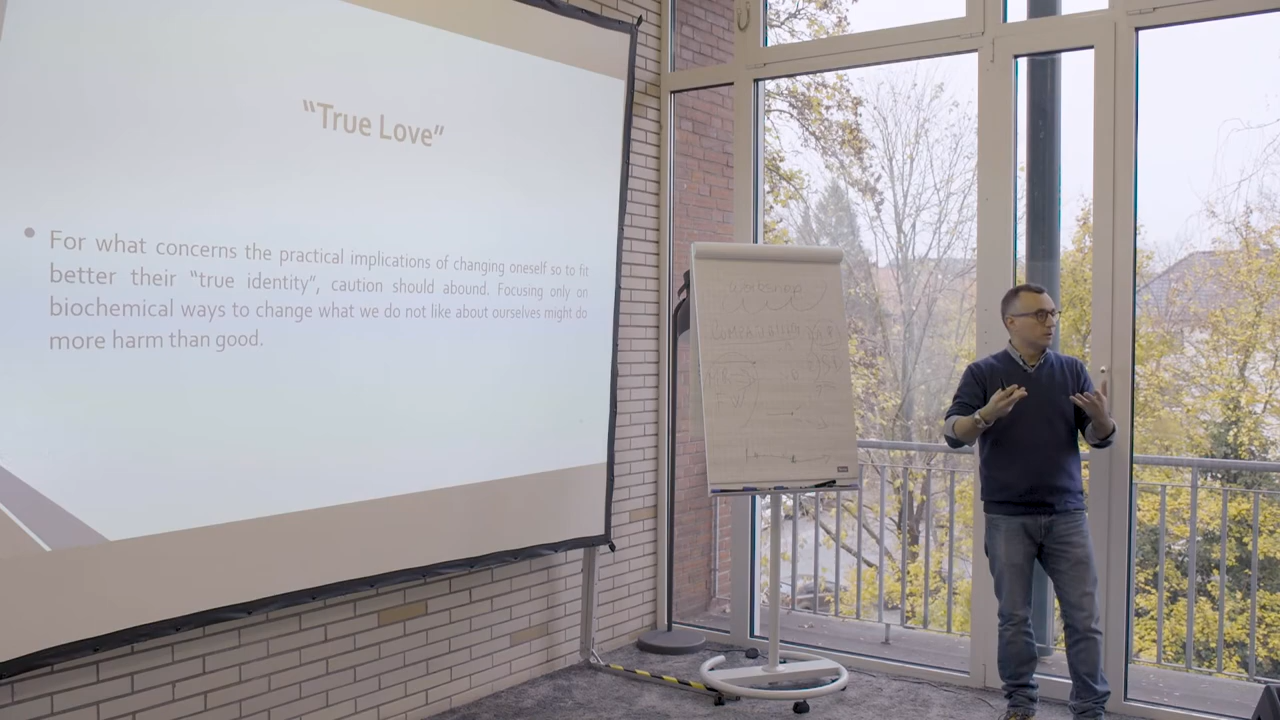 “True Love”
• For what concerns the practical implications of changing oneself so to fit
better their “true identity”, caution should abound. Focusing only on
biochemical ways to change what we do not like about ourselves might do
more harm than good.